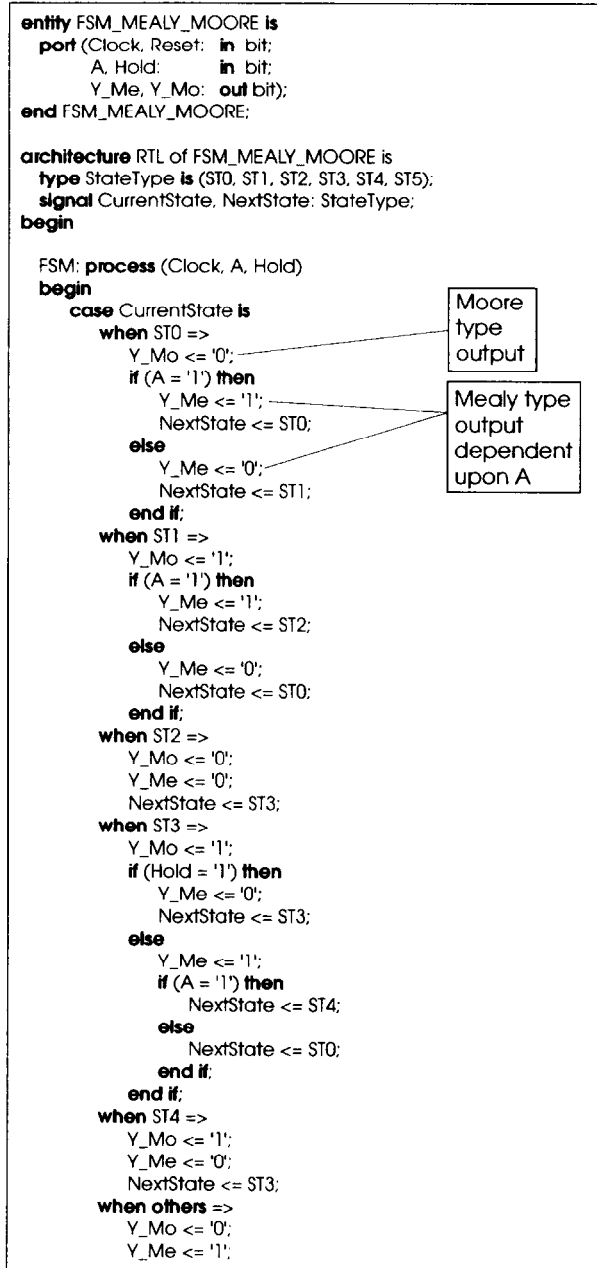 entity FSM_MEALY_MOORE is
port (Clock, Reset: in bit;
A, Hold: in bit;
Y_Me, Y_Mo: out bit);
end FSM_MEALY_MOORE;
architecture RTL of FSM_MEALY_MOORE is
type StateType is (ST0, ST1, ST2, ST3, ST4, ST5);
signal CurrentState, NextState: StateType;
begin
FSM: process (Clock, A, Hold)
begin
case CurrentState is
when ST0 =>
Y_Mo <= '0';
if (A = '1') then
Y_Me <= '1';
NextState <= ST0;
else
Y_Me <= '0';
NextState <= ST1;
end if;
when ST1 =>
Y_Mo <= '1';
if (A = '1') then
Y_Me <= '1';
NextState <= ST2;
else
Y_Me <= '0';
NextState <= ST0;
end if;
when ST2 =>
Y_Mo <= '0';
Y_Me <= '0';
NextState <= ST3;
when ST3 =>
Y_Mo <= '1';
if (Hold = '1') then
Y_Me <= '0';
NextState <= ST3;
else
Y_Me <= '1';
if (A = '1') then
NextState <= ST4;
else
NextState <= ST0;
end if;
end if;
when ST4 =>
Y_Mo <= '1';
Y_Me <= '0';
NextState <= ST3;
when others =>
Y_Mo <= '0';
Y_Me <= '1';
Moore
type
output
Mealy type
output
dependent
upon A